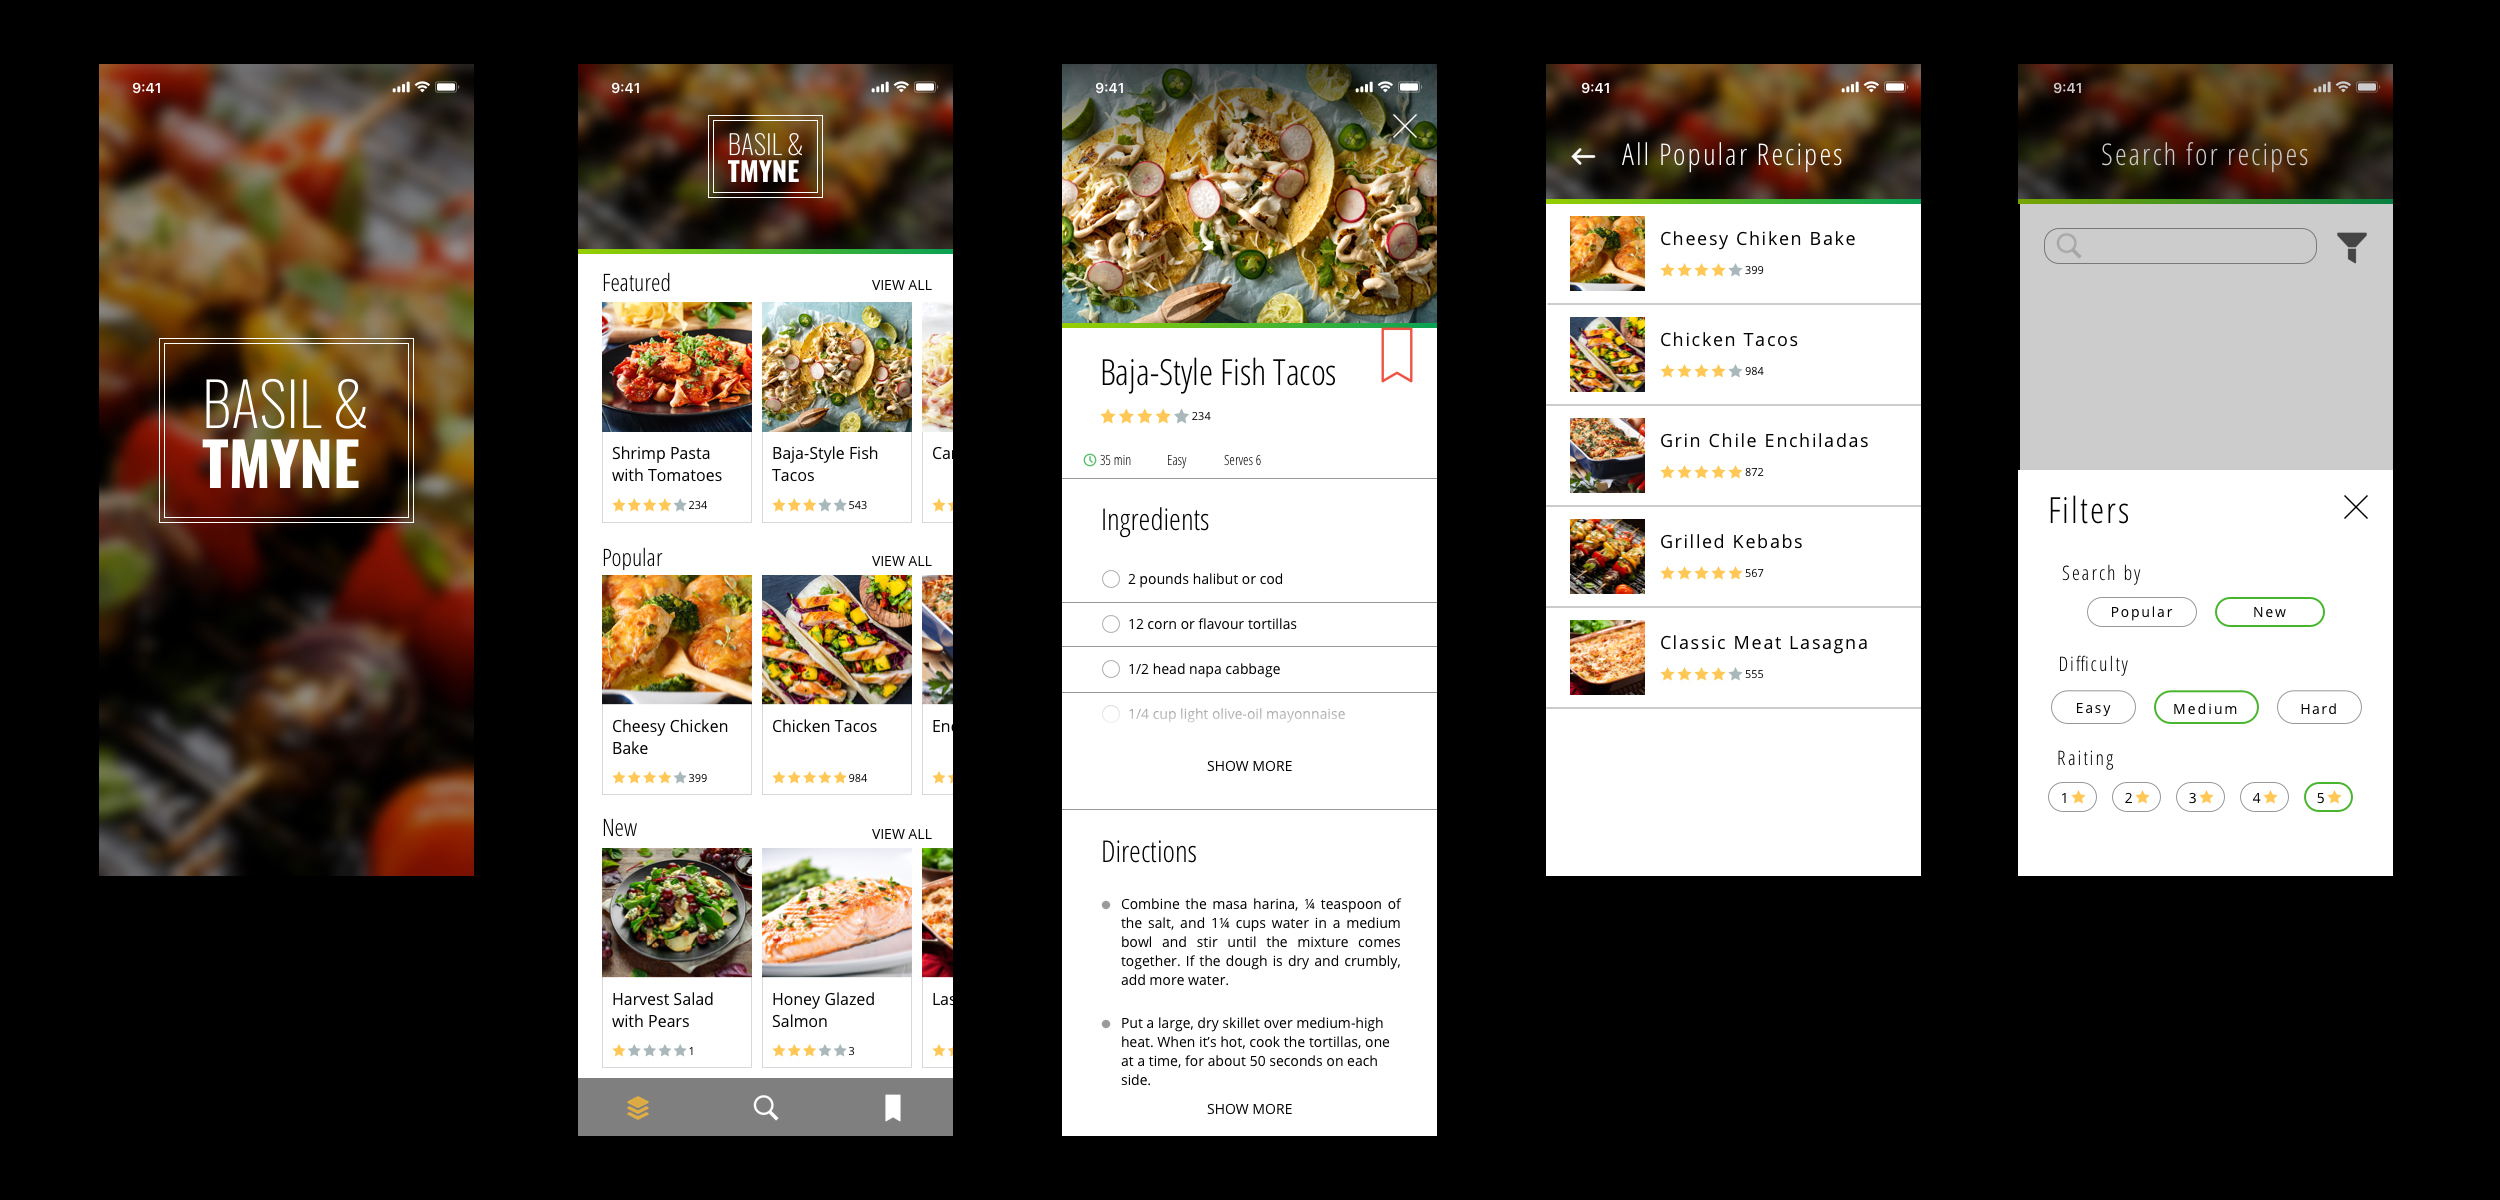 9:41
BASIL &
TMYNE
9:41
BASIL &
TMYNE
Featured
VIEW ALL
Shrimp Pasta
with Tomatoes
234
Baja-Style Fish
Tacos
543
Ca
Popular
VIEW ALL
Cheesy Chicken
Bake
399
Chicken Tacos
984
En
New
VIEW ALL
Harvest Salad
with Pears
1
Honey Glazed
Salmon
3
Las
9:41
Baja-Style Fish Tacos
234
35 min Easy Serves 6
Ingredients
2 pounds halibut or cod
12 corn or flavour tortillas
1/2 head napa cabbage
1/4 cup light olive-oil mayonnaise
SHOW MORE
Directions
Combine the masa harina, ¼ teaspoon of
the salt, and 1¼ cups water in a medium
bowl and stir until the mixture comes
together. If the dough is dry and crumbly,
add more water.
Put a large, dry skillet over medium-high
heat. When it's hot, cook the tortillas, one
at a time, for about 50 seconds on each
side.
SHOW MORE
9:41
All Popular Recipes
Cheesy Chiken Bake
399
Chicken Tacos
984
Grin Chile Enchiladas
872
Grilled Kebabs
567
Classic Meat Lasagna
555
9:41
Search for recipes
Filters
Search by
Popular New
Difficulty
Easy Medium Hard
Raiting
1 2 3 4 5